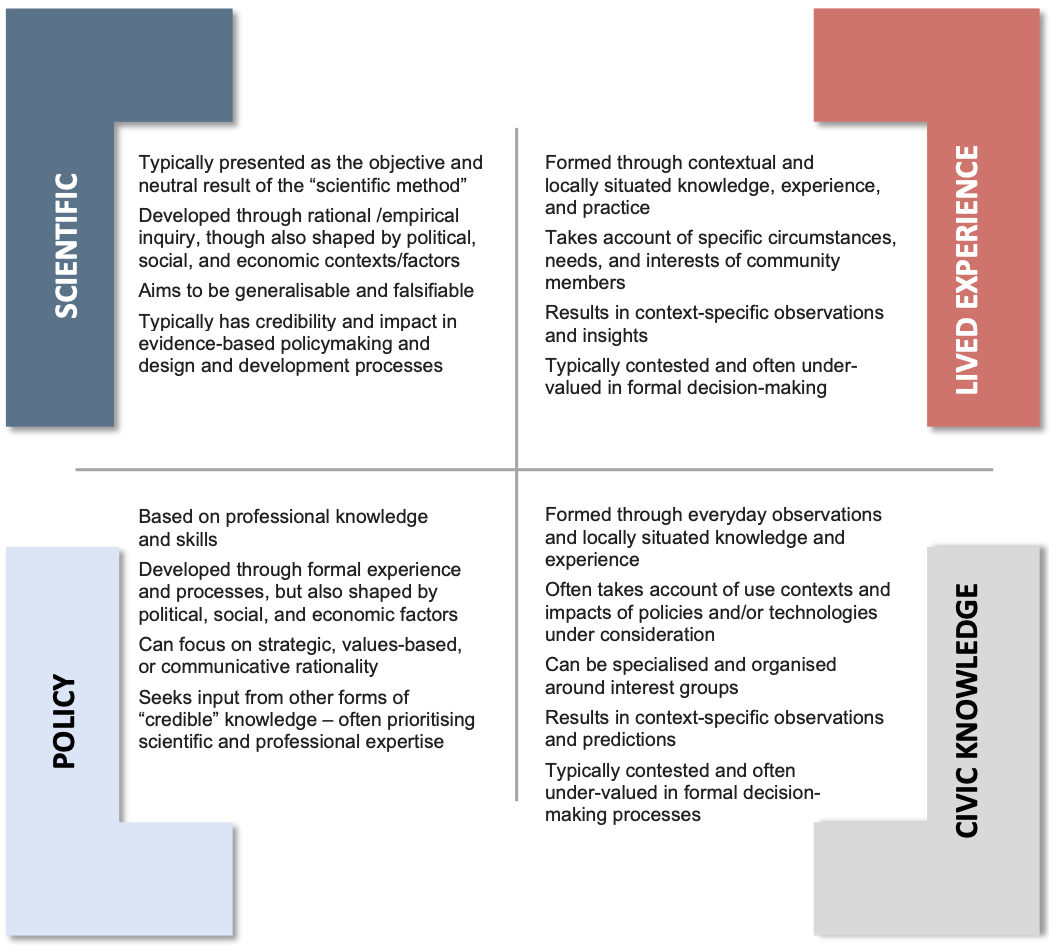 SCIENTIFIC
Typically presented as the objective and
neutral result of the “scientific method”
Developed through rational /empirical
inquiry, though also shaped by political,
social, and economic contexts/factors
Aims to be generalisable and falsifiable
Typically has credibility and impact in
evidence-based policymaking and
design and development processes
LIVED EXPERIENCE
Formed through contextual and
locally situated knowledge, experience,
and practice
Takes account of specific circumstances,
needs, and interests of community
members
Results in context-specific observations
and insights
Typically contested and often under-
valued in formal decision-making
POLICY
Based on professional knowledge
and skills
Developed through formal experience
and processes, but also shaped by
political, social, and economic factors
Can focus on strategic, values-based,
or communicative rationality
Seeks input from other forms of
“credible” knowledge – often prioritising
scientific and professional expertise
CIVIC KNOWLEDGE
Formed through everyday observations
and locally situated knowledge and
experience
Often takes account of use contexts and
impacts of policies and/or technologies
under consideration
Can be specialised and organised
around interest groups
Results in context-specific observations
and predictions
Typically contested and often
under-valued in formal decision-
making processes